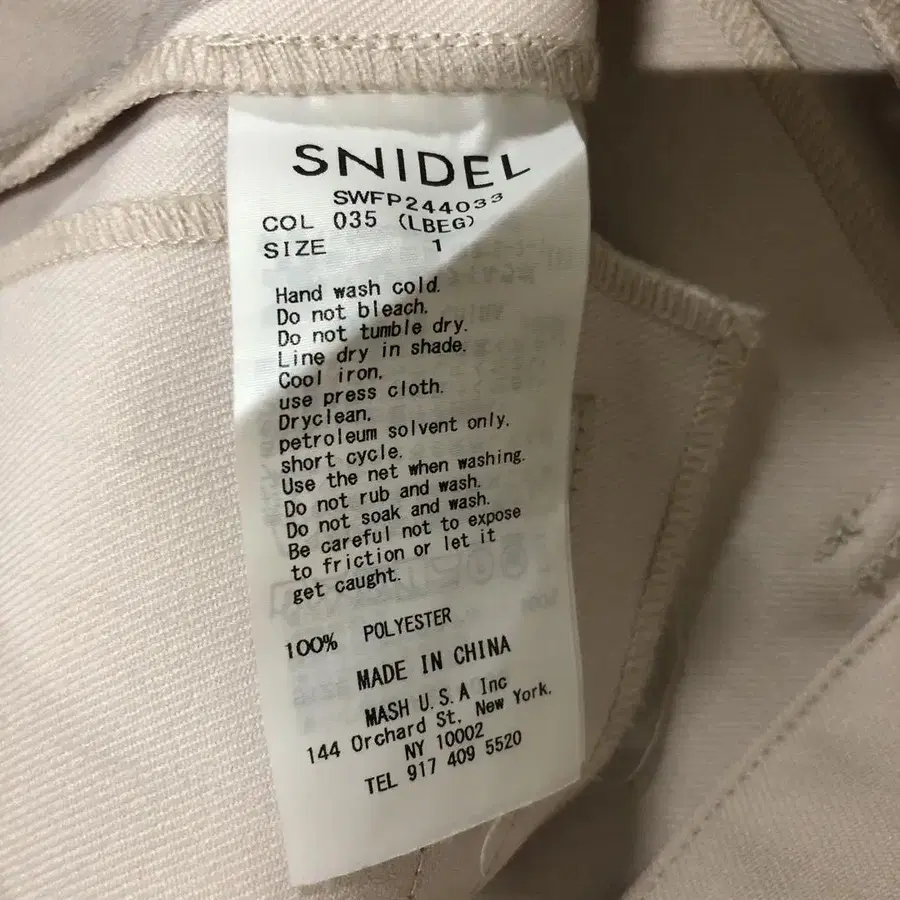 SNIDEL
SWFP244033
COL 035 (LBEG)
SIZE 1
Hand wash cold.
Do not bleach.
Do not tumble dry.
Line dry in shade.
Cool iron,
use press cloth.
Dryclean,
petroleum solvent only,
short cycle.
Use the net when washing.
Do not rub and wash.
Do not soak and wash.
Be careful not to expose
to friction or let it
get caught.
100% POLYESTER
MADE IN CHINA
MASH U.S.A Inc
144 Orchard St, New York,
NY 10002
TEL 917 409 5520